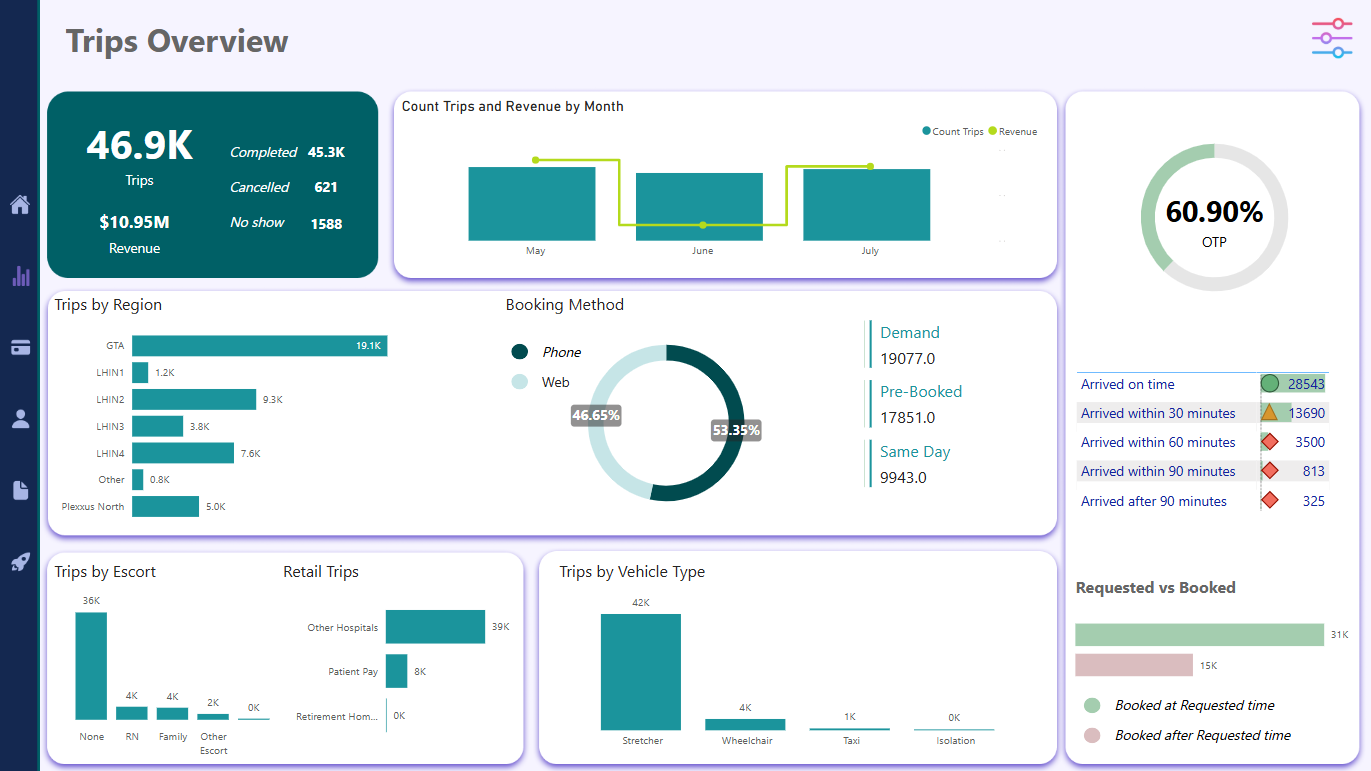 Trips Overview
46.9K
Trips
$10.95M
Revenue
Completed 45.3K
Cancelled 621
No show 1588
Count Trips and Revenue by Month
Count Trips Revenue
May June July
60.90%
OTP
Trips by Region
GTA 19.1K
LHIN1 1.2K
LHIN2 9.3K
LHIN3 3.8K
LHIN4 7.6K
Other 0.8K
Plexxus North 5.0K
Booking Method
Phone
Web
46.65%
53.35%
Demand
19077.0
Pre-Booked
17851.0
Same Day
9943.0
Arrived on time 28543
Arrived within 30 minutes 13690
Arrived within 60 minutes 3500
Arrived within 90 minutes 813
Arrived after 90 minutes 325
Trips by Escort
36K
4K
4K
2K
0K
None RN Family Other
Escort
Retail Trips
Other Hospitals 39K
Patient Pay 8K
Retirement Hom... 0K
Trips by Vehicle Type
42K
4K
1K
0K
Stretcher Wheelchair Taxi Isolation
Requested vs Booked
31K
15K
Booked at Requested time
Booked after Requested time